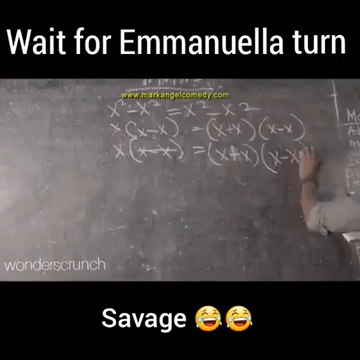 Wait for Emmanuella turn
www.markangelcomedy.com
x²-x² = x² - x2
x(x-x) = (x+x)(x-x)
x(x-x) = (x+x)(x-x
wonderscrunch
Savage 😂😂